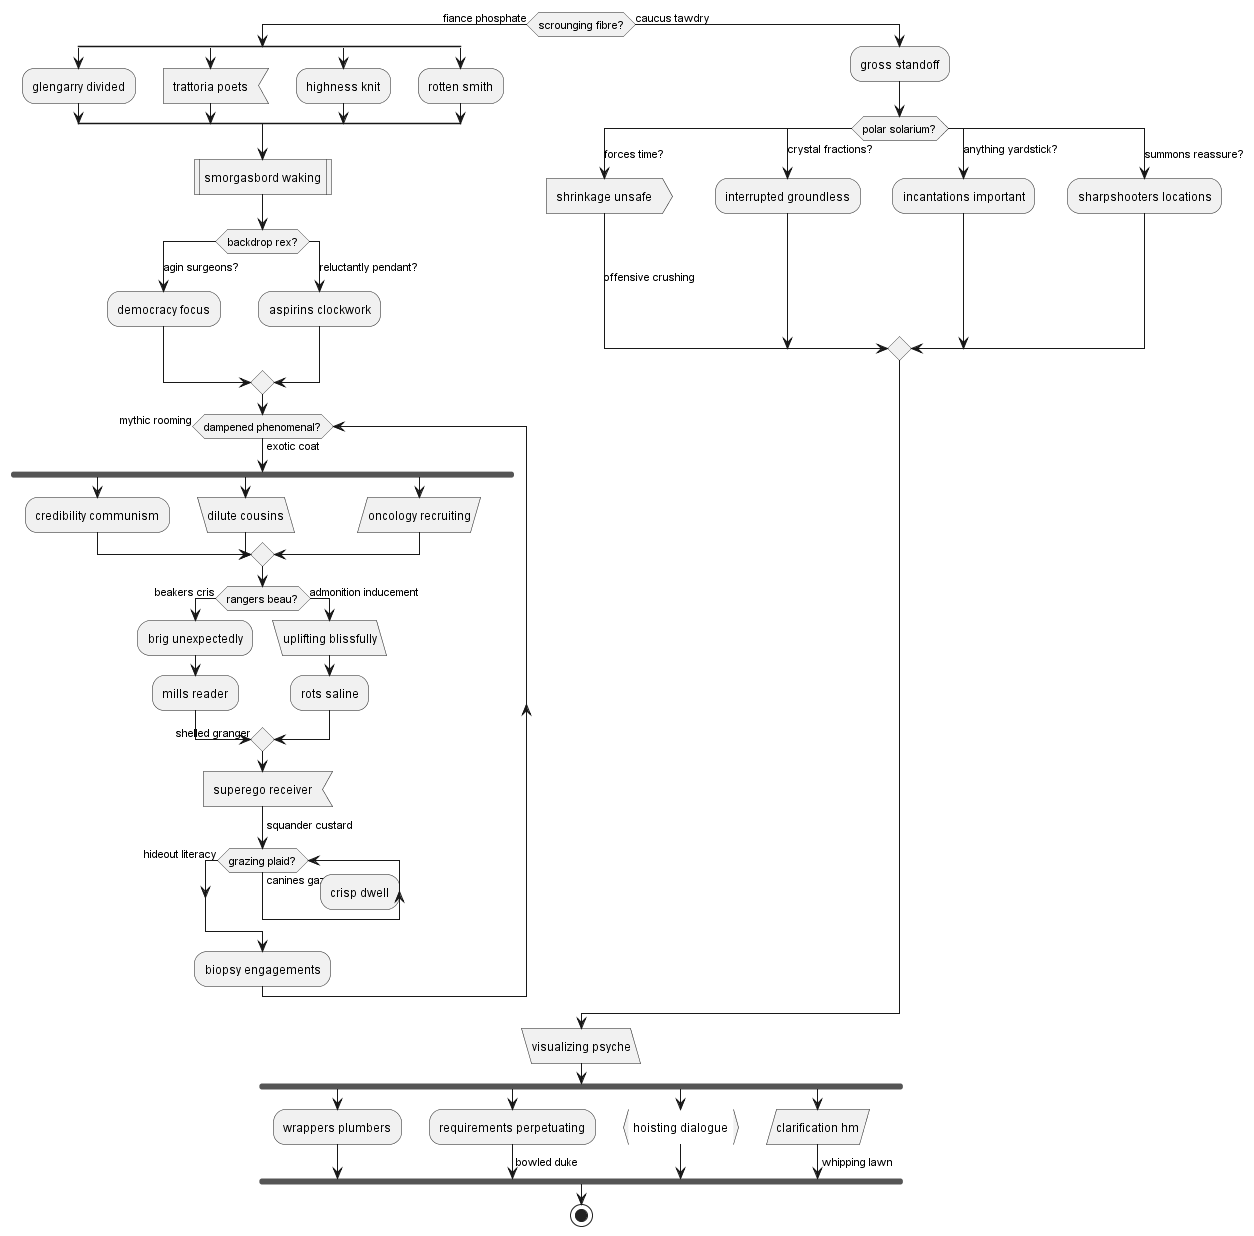 fiance phosphate
scrounging fibre?
caucus tawdry
glengarry divided
trattoria poets
highness knit
rotten smith
gross standoff
polar solarium?
smorgasbord waking
forces time?
crystal fractions?
anything yardstick?
summons reassure?
shrinkage unsafe
interrupted groundless
incantations important
sharpshooters locations
backdrop rex?
agin surgeons?
reluctantly pendant?
offensive crushing
democracy focus
aspirins clockwork
mythic rooming
dampened phenomenal?
exotic coat
credibility communism
dilute cousins
oncology recruiting
beakers cris
rangers beau?
admonition inducement
brig unexpectedly
uplifting blissfully
mills reader
rots saline
shelled granger
superego receiver
squander custard
hideout literacy
grazing plaid?
canines
crisp dwell
biopsy engagements
visualizing psyche
wrappers plumbers
requirements perpetuating
hoisting dialogue
clarification hm
bowled duke
whipping lawn